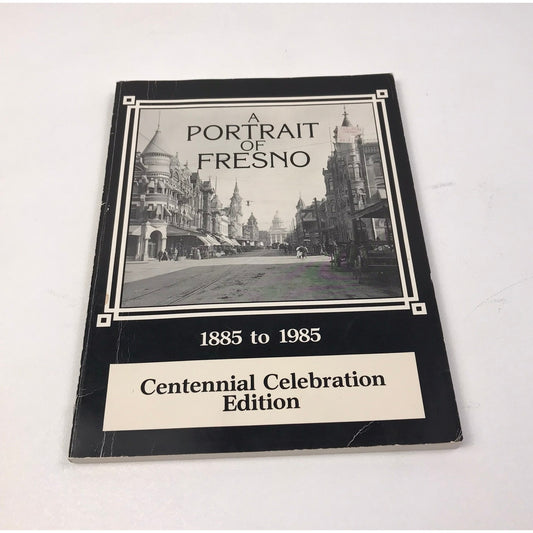 A
PORTRAIT
OF
FRESNO
1885 to 1985
Centennial Celebration
Edition